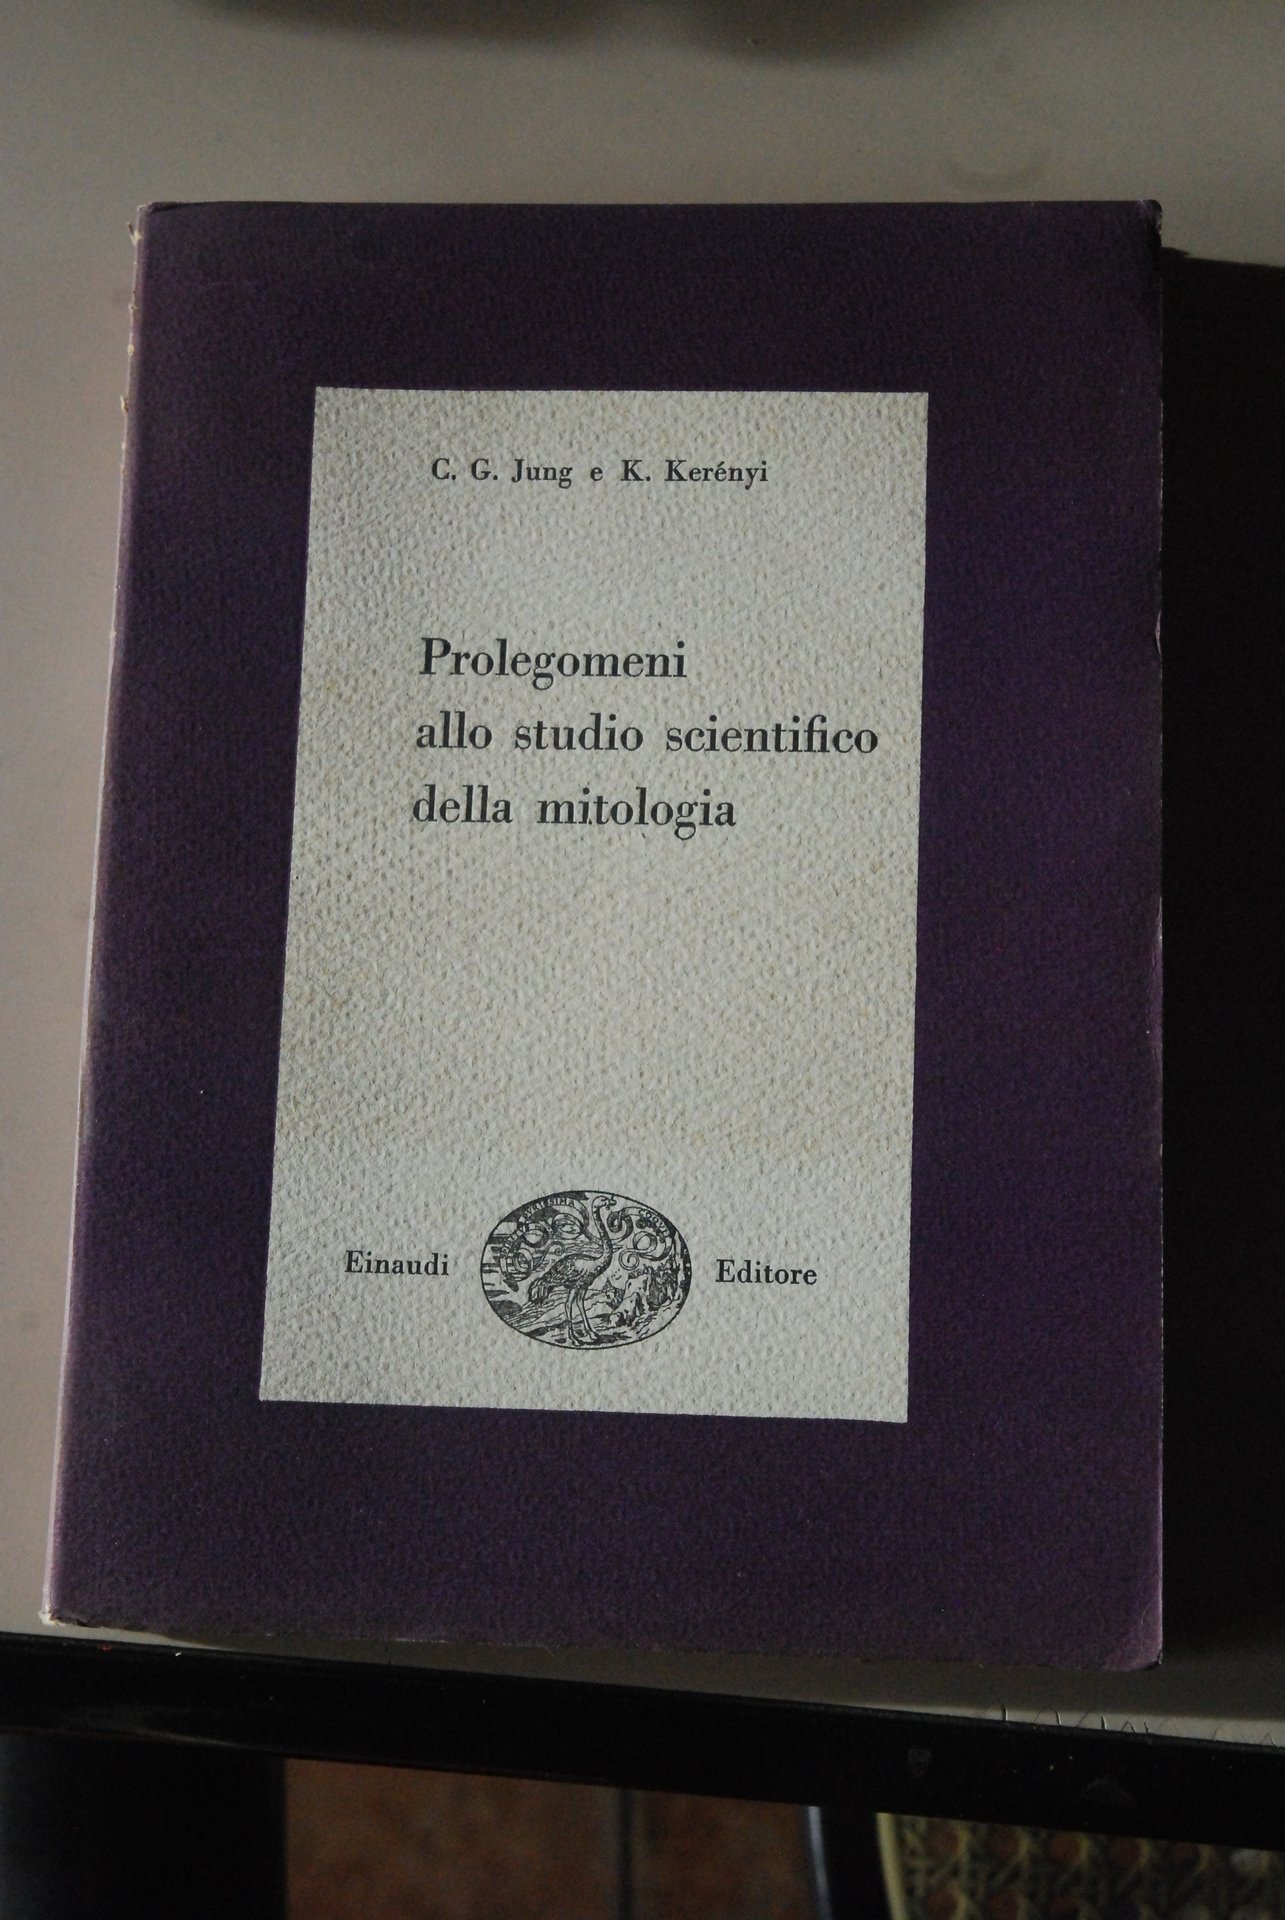 C. G. Jung e K. Kerényi
Prolegomeni
allo studio scientifico
della mitologia
Einaudi Editore